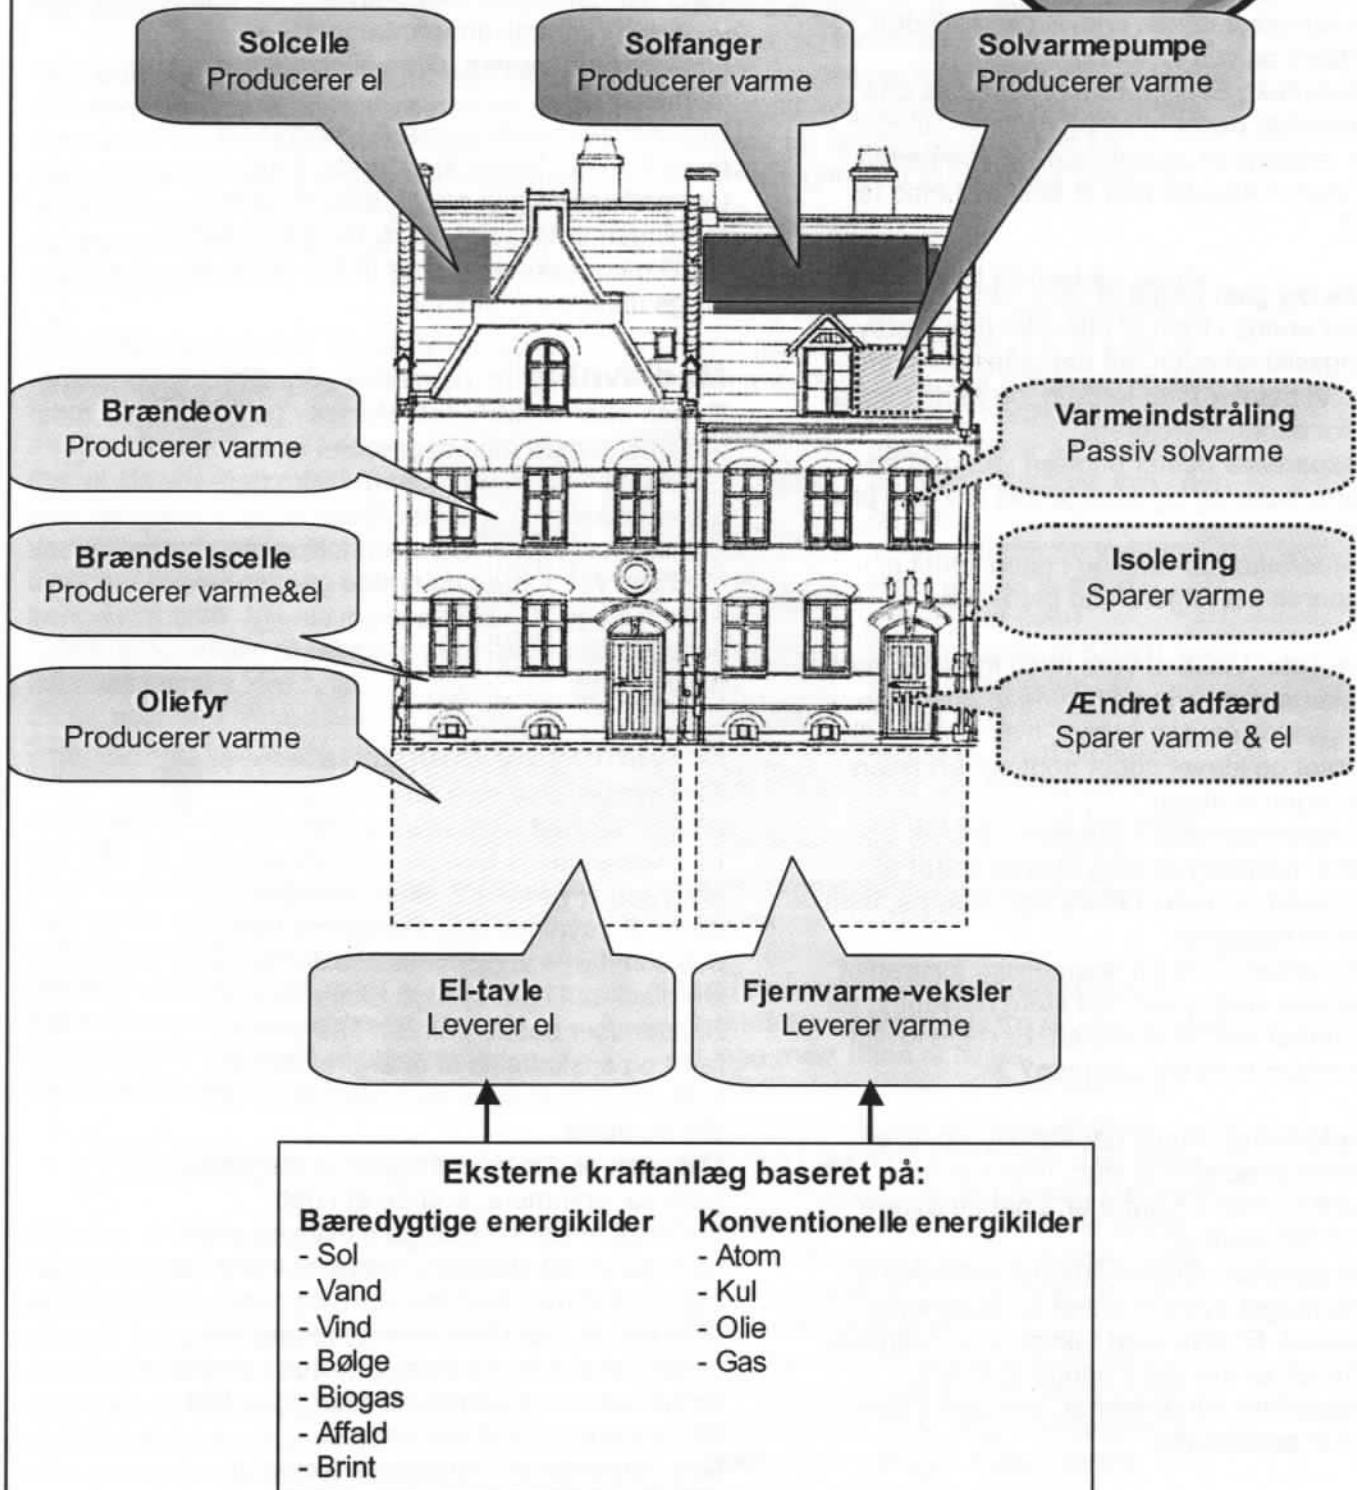 Solcelle
Producerer el
Solfanger
Producerer varme
Solvarmepumpe
Producerer varme
Brændeovn
Producerer varme
Varmeindstråling
Passiv solvarme
Brændselscelle
Producerer varme&el
Isolering
Sparer varme
Oliefyr
Producerer varme
Ændret adfærd
Sparer varme & el
El-tavle
Leverer el
Fjernvarme-veksler
Leverer varme
Eksterne kraftanlæg baseret på:
Bæredygtige energikilder
- Sol
- Vand
- Vind
- Bølge
- Biogas
- Affald
- Brint
Konventionelle energikilder
- Atom
- Kul
- Olie
- Gas